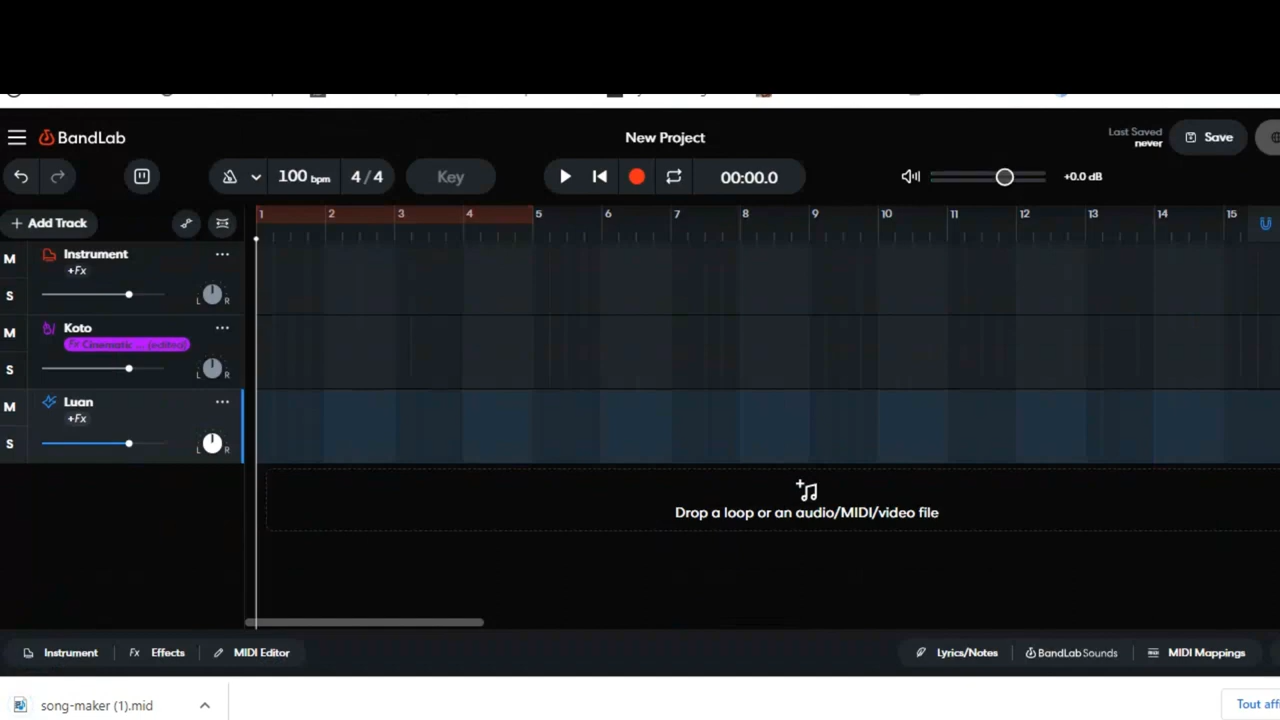 BandLab
New Project
Last Saved
never
Save
100 bpm
4/4
Key
00:00.0
+0.0 dB
+ Add Track
1 2 3 4 5 6 7 8 9 10 11 12 13 14 15
M
Instrument
+Fx
S
L R
M
Koto
Fx Cinematic ... (edited)
S
L R
M
Luan
+Fx
S
L R
Drop a loop or an audio/MIDI/video file
Instrument
Fx Effects
MIDI Editor
Lyrics/Notes
BandLab Sounds
MIDI Mappings
song-maker (1).mid
Tout aff